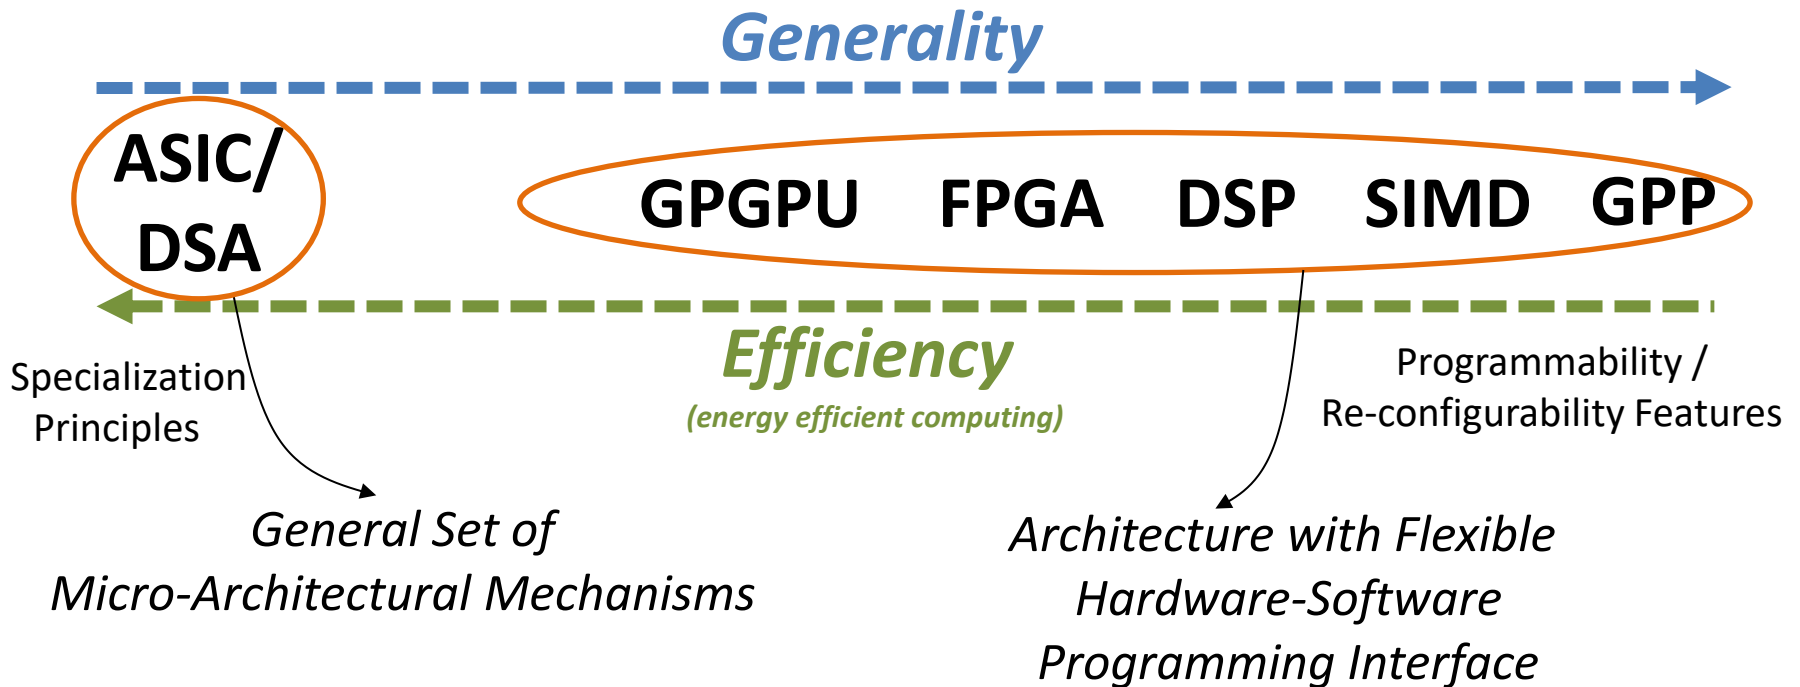 Generality
ASIC/
DSA
GPGPU FPGA DSP SIMD GPP
Efficiency
(energy efficient computing)
Specialization
Principles
Programmability /
Re-configurability Features
General Set of
Micro-Architectural Mechanisms
Architecture with Flexible
Hardware-Software
Programming Interface